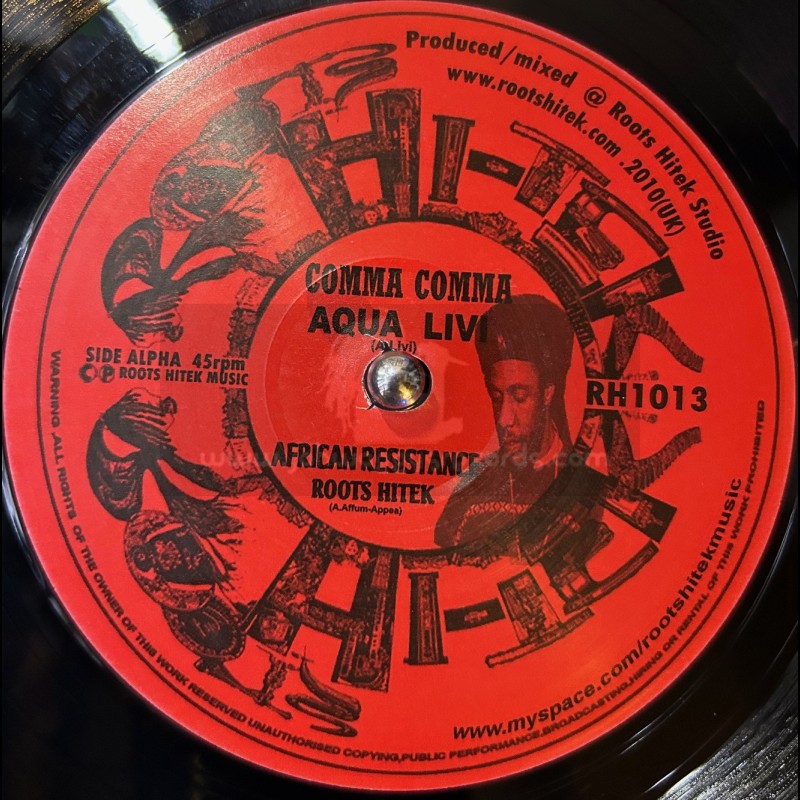 Produced/mixed @ Roots Hitek Studio
www.rootshitek.com .2010(UK)
HI-TEK
COMMA COMMA
AQUA LIVI
SIDE ALPHA 45rpm
C P ROOTS HITEK MUSIC
RH1013
AFRICAN RESISTANCE
ROOTS HITEK
(A.Affum-Appea)
HI-TEK
www.myspace.com/rootshitekmusic
WARNING ,ALL RIGHTS OF THE OWNER OF THIS WORK RESERVED UNAUTHORISED COPYING,PUBLIC PERFORMANCE,BROADCASTING,HIRING OR RENTAL OF THIS WORK PROHIBITED